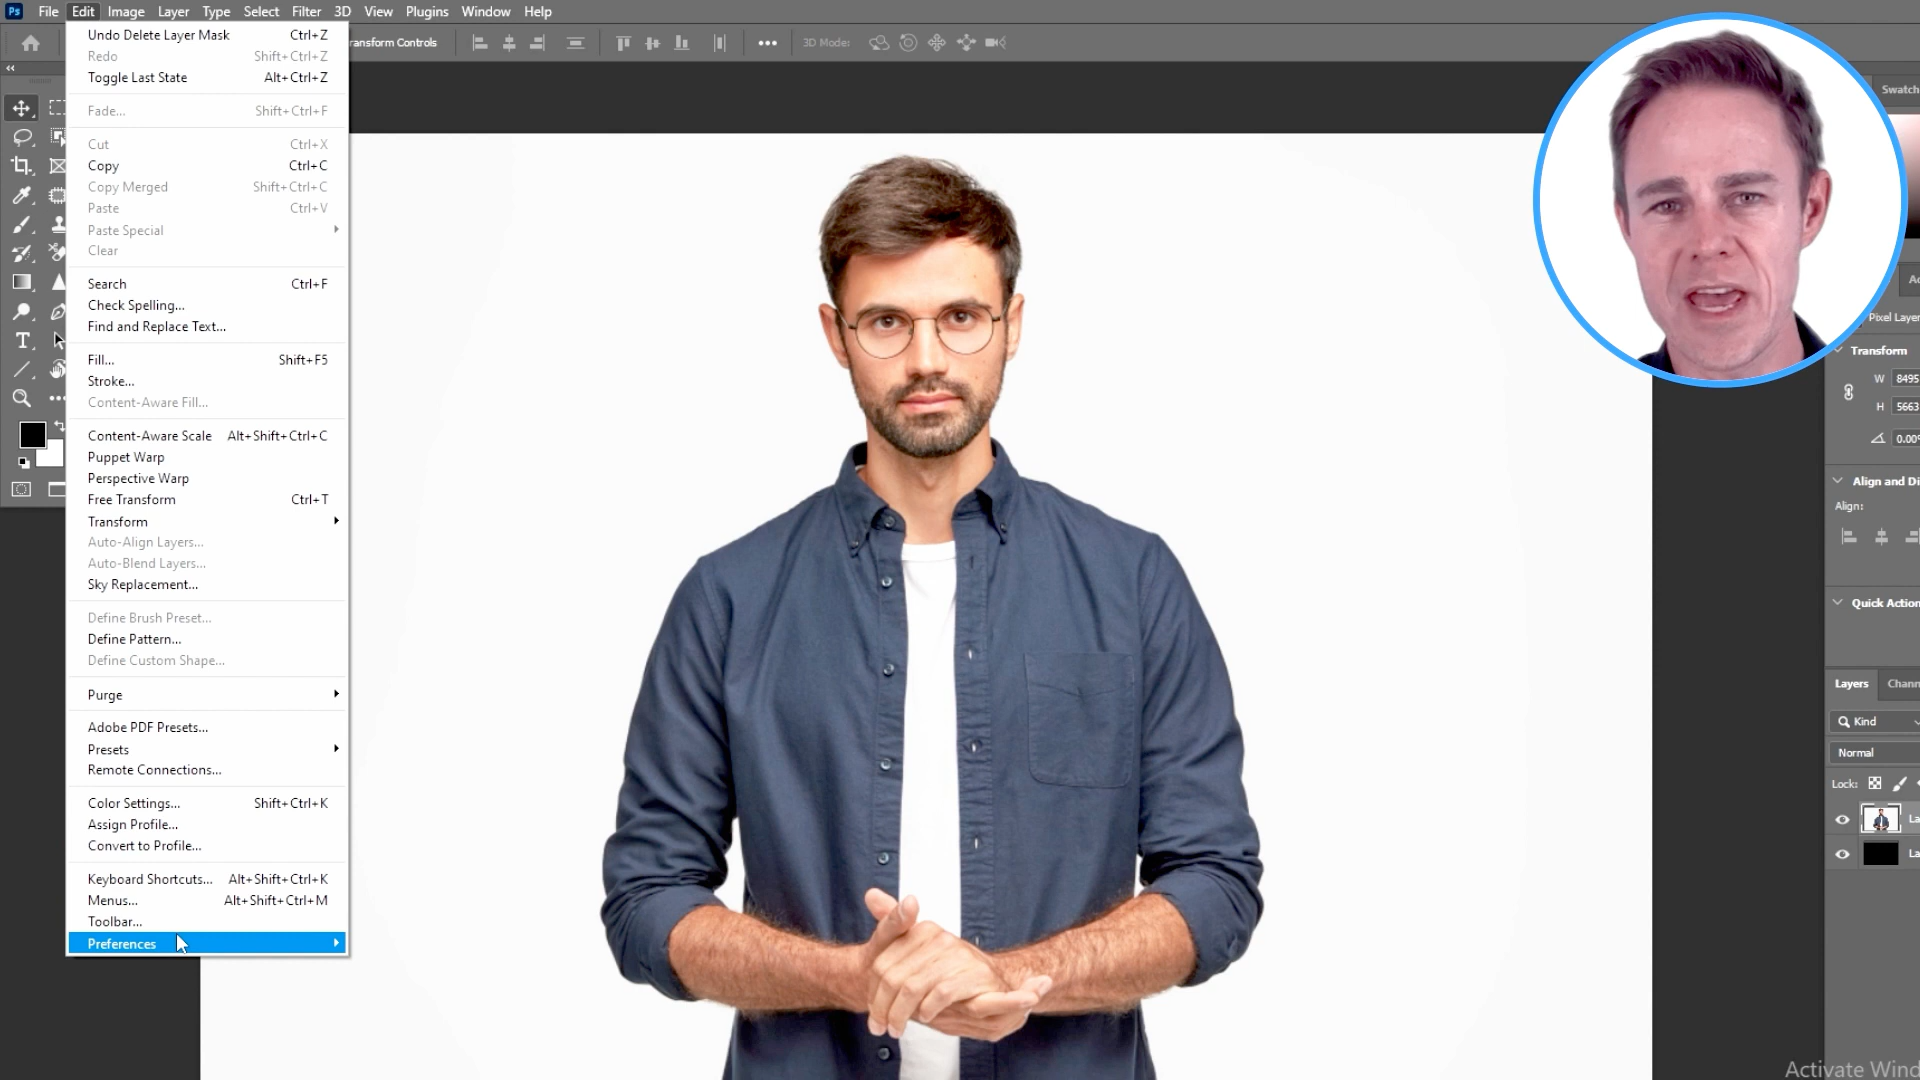 Ps File Edit Image Layer Type Select Filter 3D View Plugins Window Help
Undo Delete Layer Mask Ctrl+Z
Redo Shift+Ctrl+Z
Toggle Last State Alt+Ctrl+Z
Fade... Shift+Ctrl+F
Cut Ctrl+X
Copy Ctrl+C
Copy Merged Shift+Ctrl+C
Paste Ctrl+V
Paste Special
Clear
Search Ctrl+F
Check Spelling...
Find and Replace Text...
Fill... Shift+F5
Stroke...
Content-Aware Fill...
Content-Aware Scale Alt+Shift+Ctrl+C
Puppet Warp
Perspective Warp
Free Transform Ctrl+T
Transform
Auto-Align Layers...
Auto-Blend Layers...
Sky Replacement...
Define Brush Preset...
Define Pattern...
Define Custom Shape...
Purge
Adobe PDF Presets...
Presets
Remote Connections...
Color Settings... Shift+Ctrl+K
Assign Profile...
Convert to Profile...
Keyboard Shortcuts... Alt+Shift+Ctrl+K
Menus... Alt+Shift+Ctrl+M
Toolbar...
Preferences
ransform Controls
3D Mode:
Swatch
Ac
Pixel Layer
Transform
W 8495
H 5663
0.00°
Align and Di
Align:
Quick Action
Layers Chann
Kind
Normal
Lock:
La
La
Activate Wind